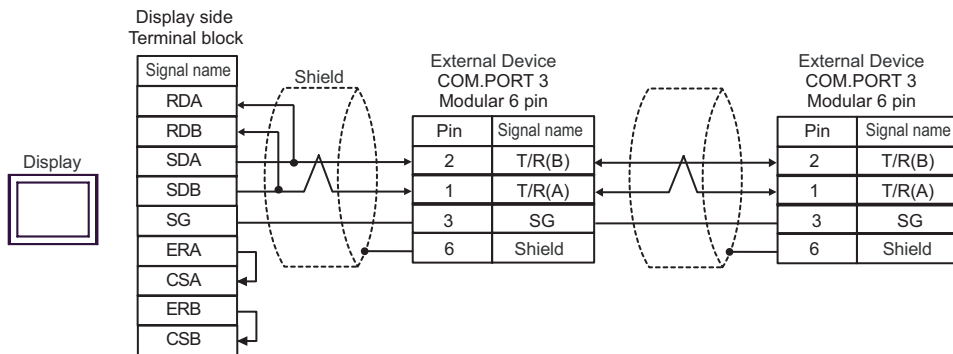 Display side
Terminal block
Signal name
RDA
RDB
SDA
SDB
SG
ERA
CSA
ERB
CSB
Display
Shield
External Device
COM.PORT 3
Modular 6 pin
Pin Signal name
2 T/R(B)
1 T/R(A)
3 SG
6 Shield
External Device
COM.PORT 3
Modular 6 pin
Pin Signal name
2 T/R(B)
1 T/R(A)
3 SG
6 Shield